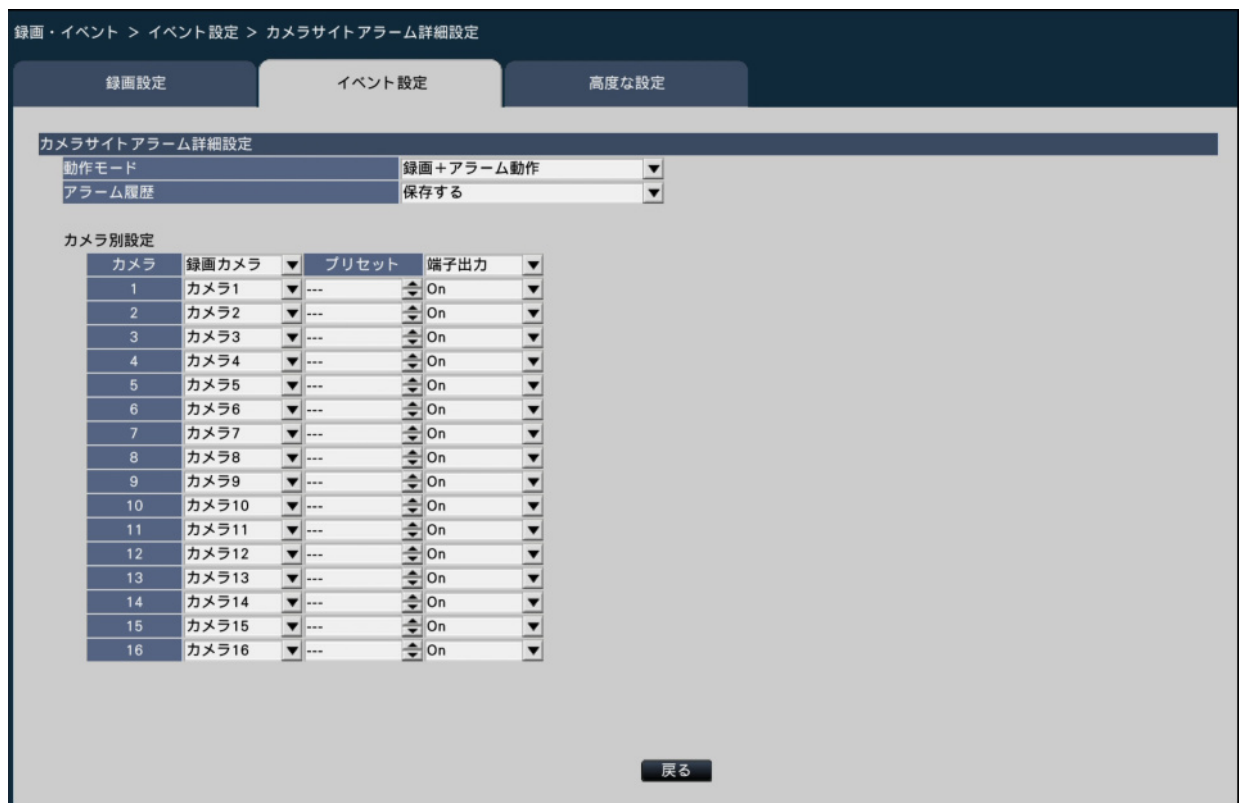 録画・イベント > イベント設定 > カメラサイトアラーム詳細設定
録画設定 イベント設定 高度な設定
カメラサイトアラーム詳細設定
動作モード 録画+アラーム動作
アラーム履歴 保存する
カメラ別設定
カメラ 録画カメラ プリセット 端子出力
1 カメラ1 --- On
2 カメラ2 --- On
3 カメラ3 --- On
4 カメラ4 --- On
5 カメラ5 --- On
6 カメラ6 --- On
7 カメラ7 --- On
8 カメラ8 --- On
9 カメラ9 --- On
10 カメラ10 --- On
11 カメラ11 --- On
12 カメラ12 --- On
13 カメラ13 --- On
14 カメラ14 --- On
15 カメラ15 --- On
16 カメラ16 --- On
戻る